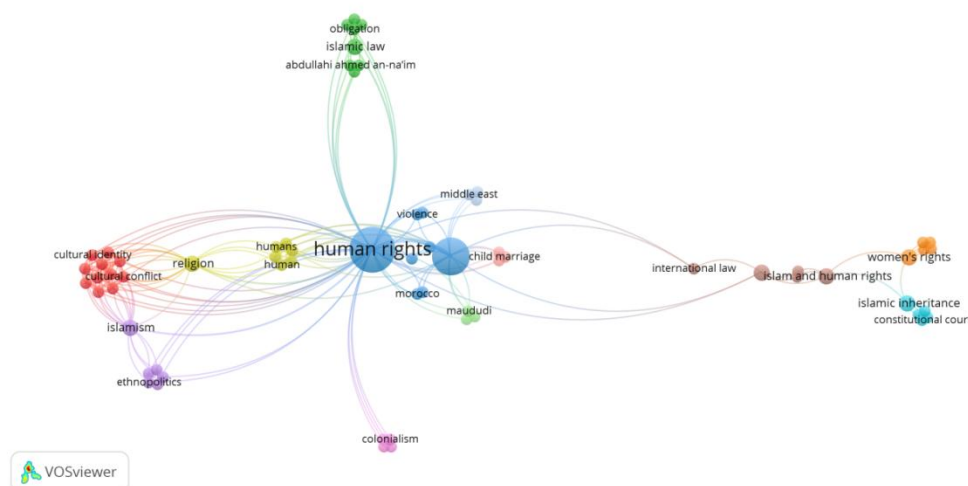 obligation
islamic law
abdullahi ahmed an-na'im
middle east
violence
cultural identity
humans
human rights
religion
human
child marriage
women's rights
cultural conflict
international law
islam and human rights
morocco
islamic inheritance
maududi
constitutional cour
islamism
ethnopolitics
colonialism
VOSviewer